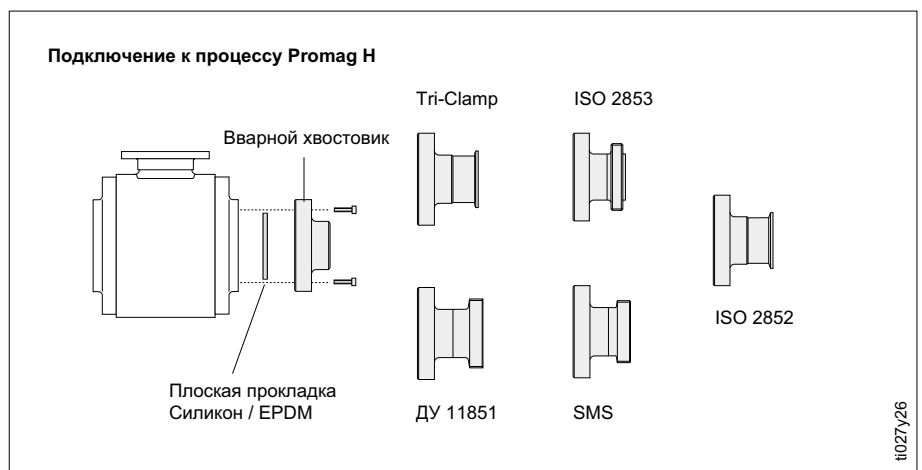 Подключение к процессу Promag H
Tri-Clamp
ISO 2853
Вварной хвостовик
ISO 2852
Плоская прокладка
Силикон / EPDM
ДУ 11851
SMS
ti027y26